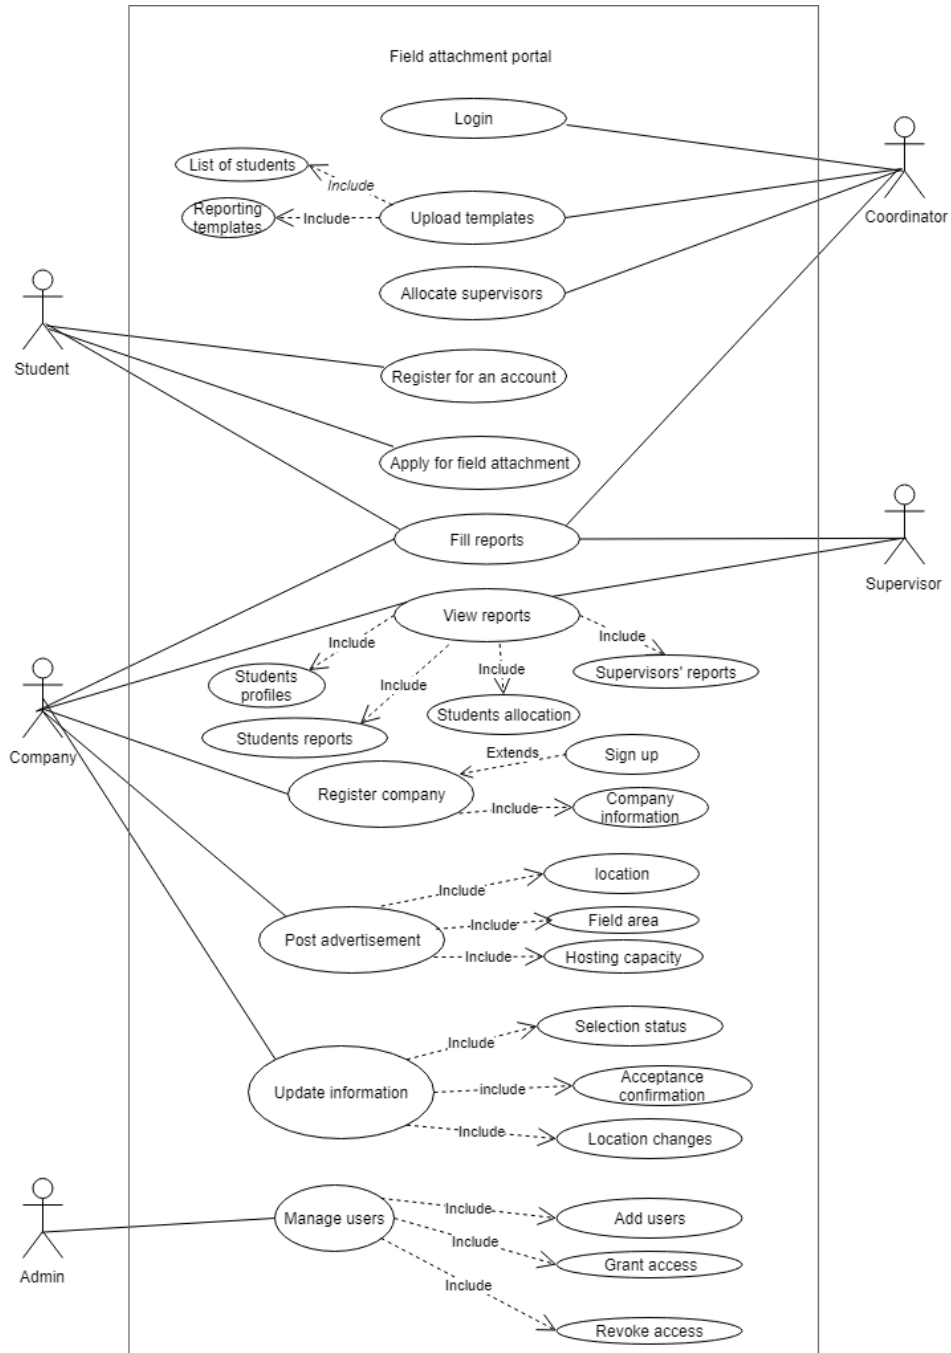 Field attachment portal
Login
List of students
Include
Reporting
templates
Include
Upload templates
Coordinator
Allocate supervisors
Student
Register for an account
Apply for field attachment
Fill reports
Supervisor
View reports
Include
Include
Include
Include
Students
profiles
Supervisors' reports
Students allocation
Students reports
Company
Extends
Sign up
Register company
Include
Company
information
location
Include
Post advertisement
Include
Field area
Include
Hosting capacity
Selection status
Include
Update information
include
Acceptance
confirmation
Include
Location changes
Manage users
Include
Add users
Include
Grant access
Admin
Include
Revoke access